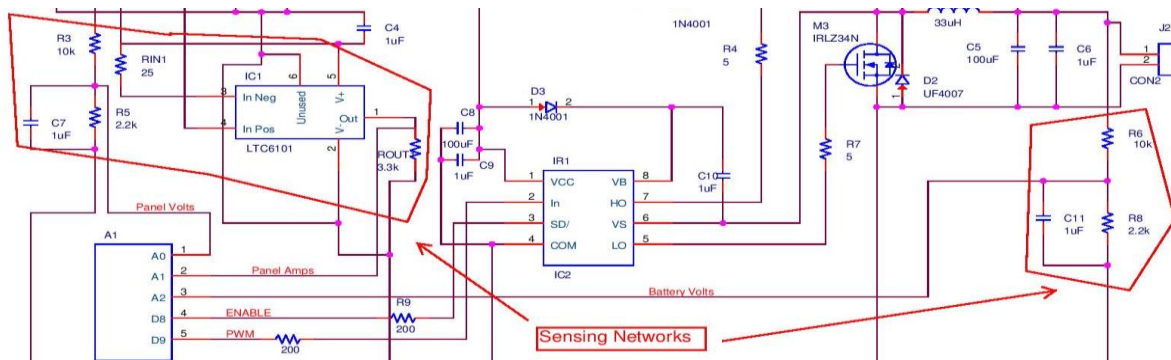 C4
1uF
1N4001
33uH
M3
IRLZ34N
J2
R3
10k
RIN1
25
R4
5
C5
100uF
C6
1uF
1
2
CON2
IC1
6
5
3
In Neg
Unused
V+
1
Out
4
In Pos
V-
2
LTC6101
C7
1uF
R5
2.2k
ROUT
3.3k
D3
1
2
1N4001
D2
1
UF4007
C8
100uF
C9
1uF
R7
5
R6
10k
IR1
1
VCC
VB
8
2
In
HO
7
3
SD/
VS
6
4
COM
LO
5
IC2
C10
1uF
C11
1uF
R8
2.2k
Panel Volts
A1
A0
1
A1
2
Panel Amps
A2
3
Battery Volts
D8
4
ENABLE
R9
200
D9
5
PWM
200
Sensing Networks